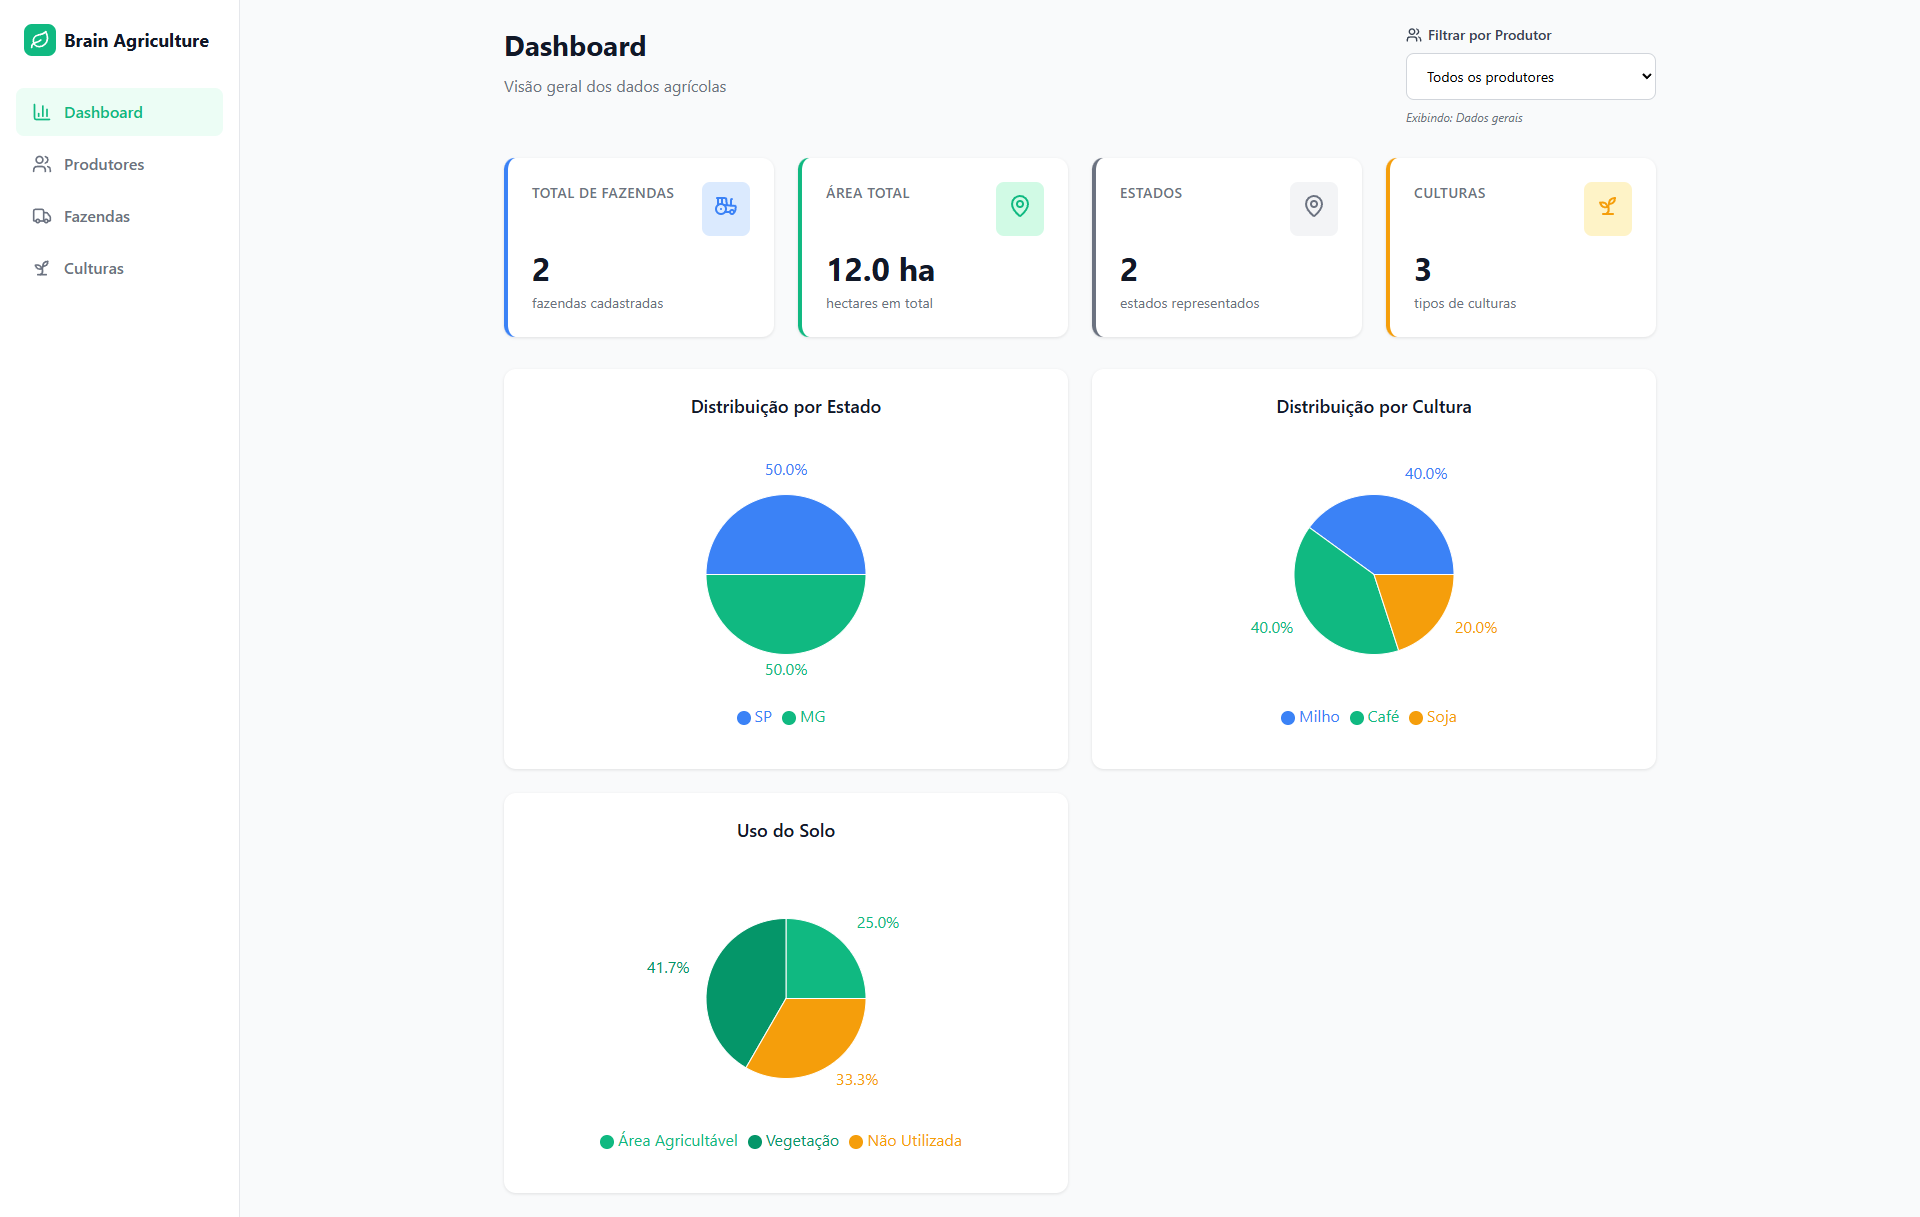 Brain Agriculture
Dashboard
Produtores
Fazendas
Culturas
Dashboard
Visão geral dos dados agrícolas
Filtrar por Produtor
Todos os produtores
Exibindo: Dados gerais
TOTAL DE FAZENDAS
2
fazendas cadastradas
ÁREA TOTAL
12.0 ha
hectares em total
ESTADOS
2
estados representados
CULTURAS
3
tipos de culturas
Distribuição por Estado
50.0%
50.0%
SP MG
Distribuição por Cultura
40.0%
40.0%
20.0%
Milho Café Soja
Uso do Solo
25.0%
41.7%
33.3%
Área Agricultável Vegetação Não Utilizada